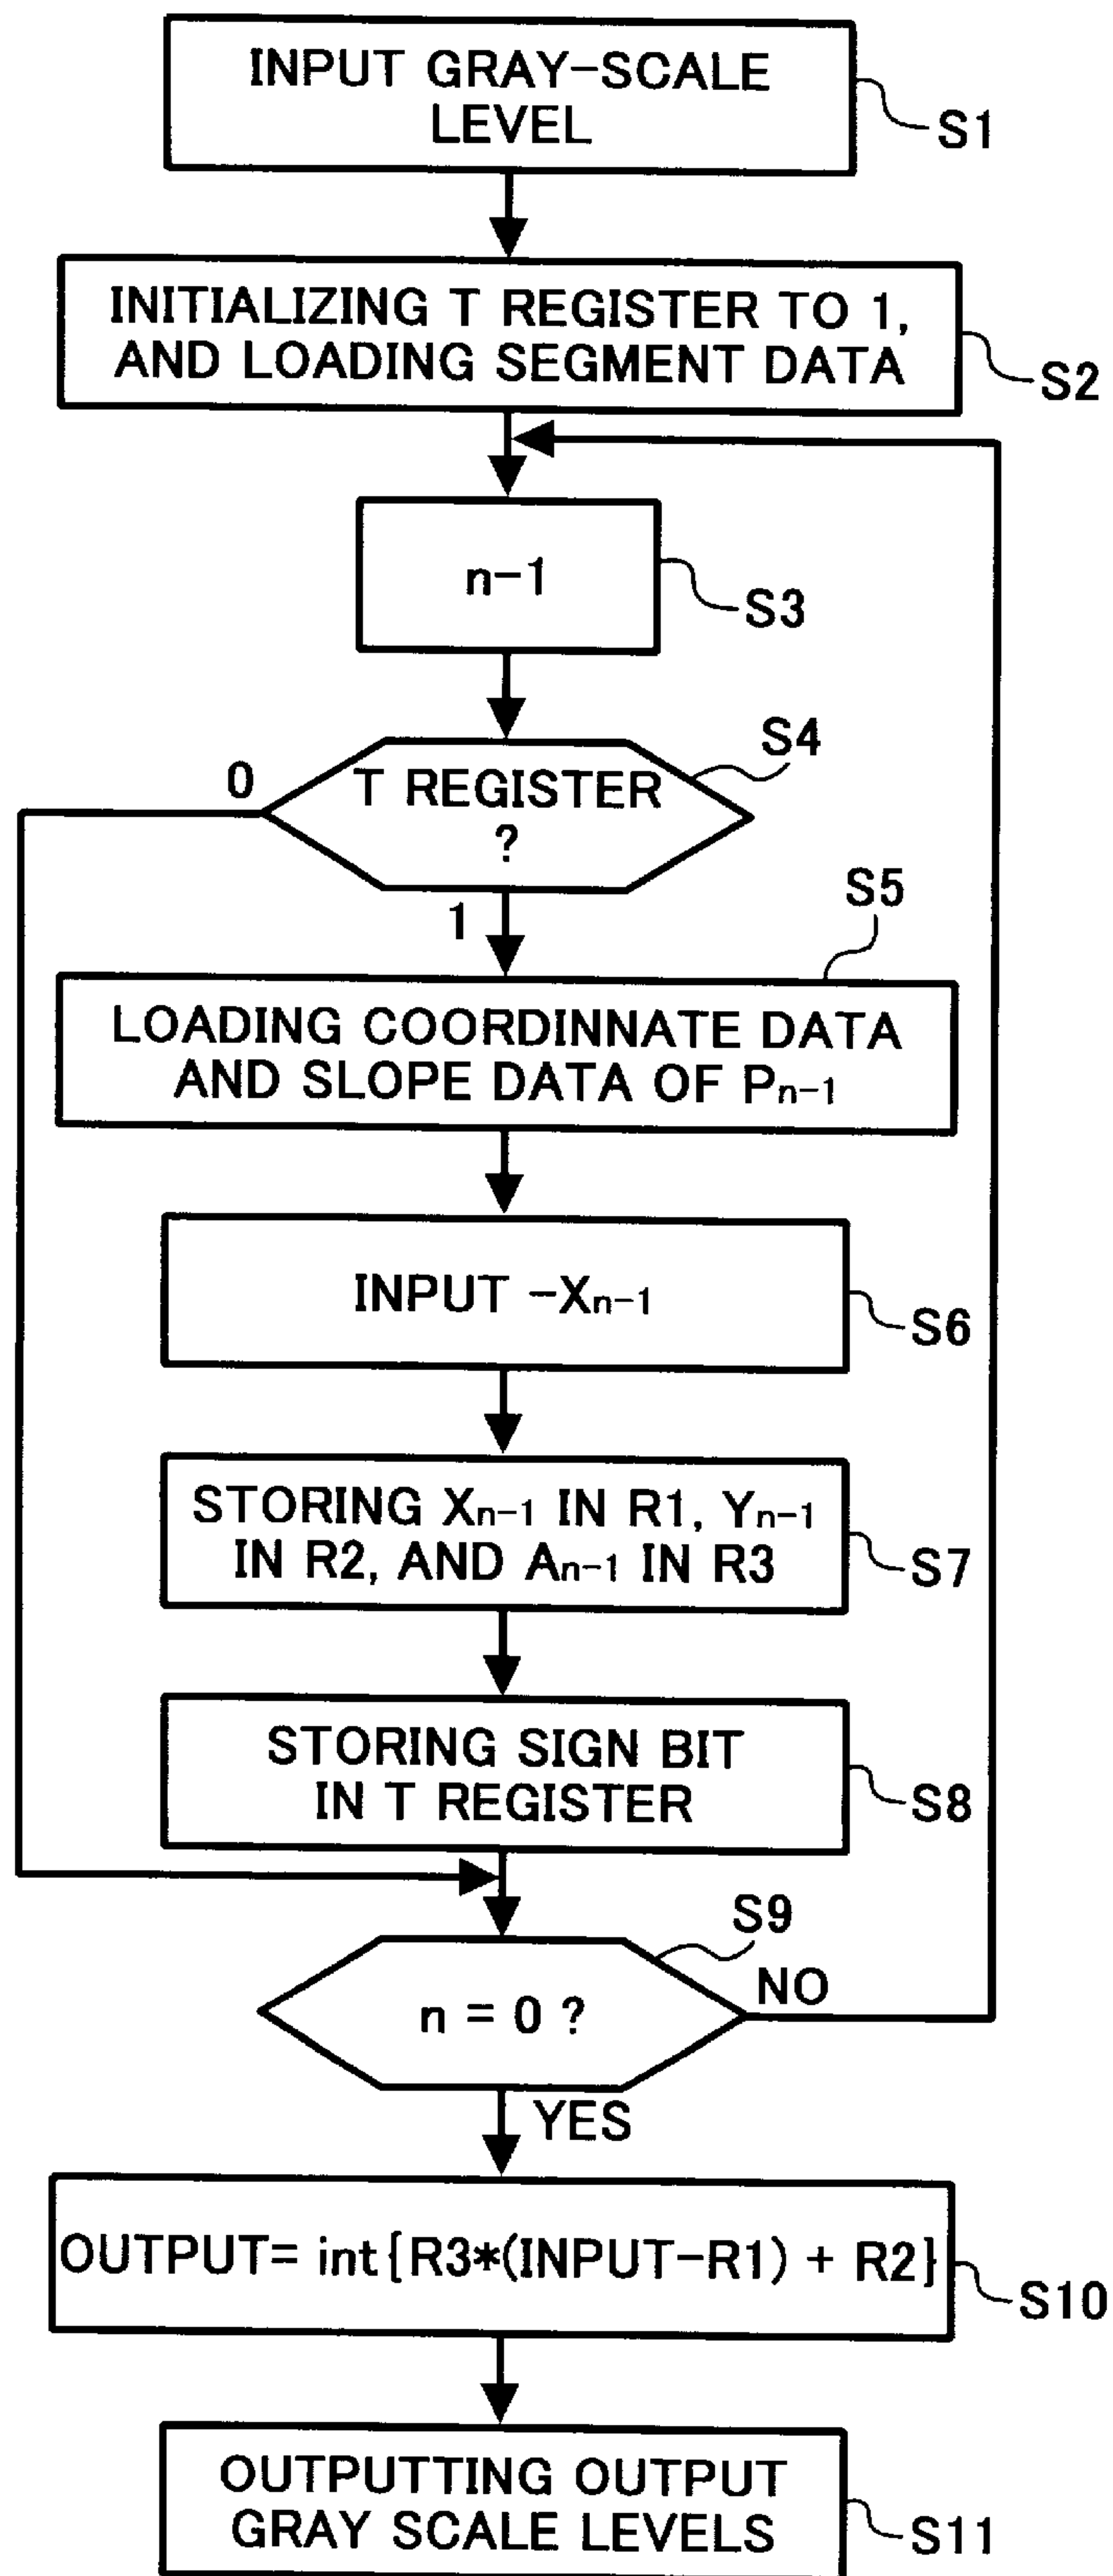 INPUT GRAY-SCALE
LEVEL
S1
INITIALIZING T REGISTER TO 1,
AND LOADING SEGMENT DATA
S2
n-1
S3
S4
0
T REGISTER
?
1
S5
LOADING COORDINNATE DATA
AND SLOPE DATA OF Pn-1
INPUT -Xn-1
S6
STORING Xn-1 IN R1, Yn-1
IN R2, AND An-1 IN R3
S7
STORING SIGN BIT
IN T REGISTER
S8
S9
n = 0 ?
NO
YES
OUTPUT= int{R3*(INPUT-R1) + R2}
S10
OUTPUTTING OUTPUT
GRAY SCALE LEVELS
S11